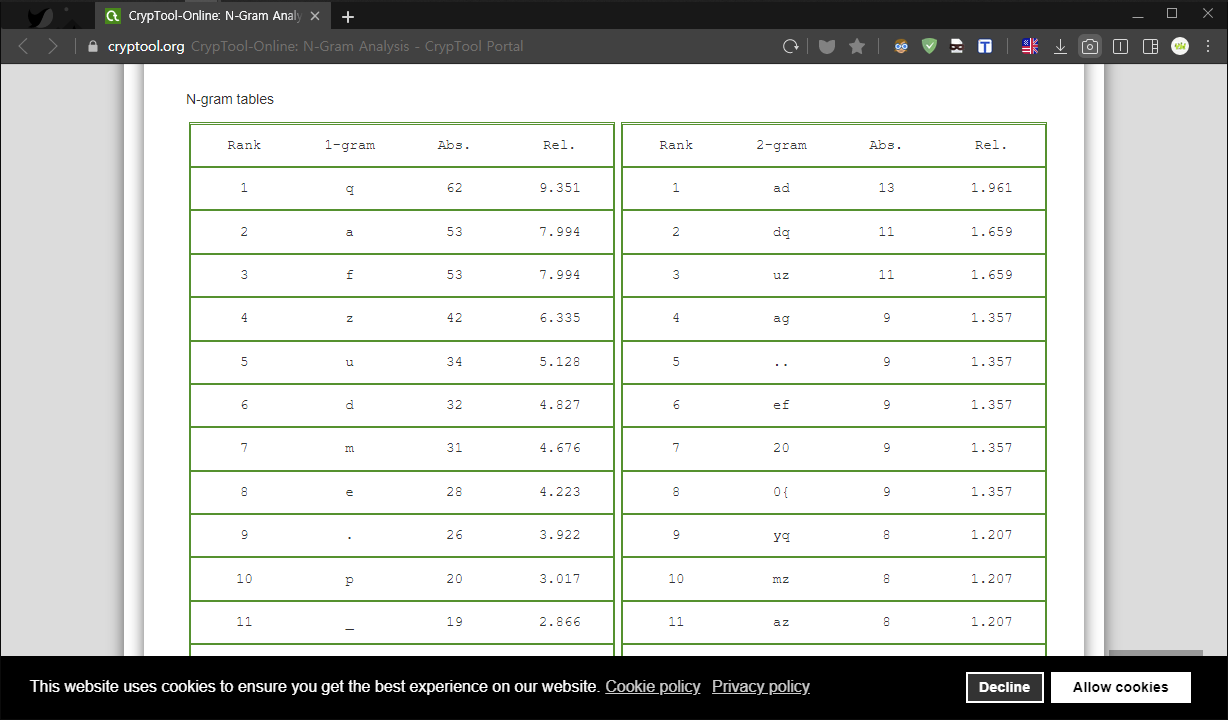 CrypTool-Online: N-Gram Analy
cryptool.org CrypTool-Online: N-Gram Analysis - CrypTool Portal
N-gram tables
Rank 1-gram Abs. Rel. Rank 2-gram Abs. Rel.
1 q 62 9.351 1 ad 13 1.961
2 a 53 7.994 2 dq 11 1.659
3 f 53 7.994 3 uz 11 1.659
4 z 42 6.335 4 ag 9 1.357
5 u 34 5.128 5 .. 9 1.357
6 d 32 4.827 6 ef 9 1.357
7 m 31 4.676 7 20 9 1.357
8 e 28 4.223 8 0{ 9 1.357
9 . 26 3.922 9 yq 8 1.207
10 p 20 3.017 10 mz 8 1.207
11 _ 19 2.866 11 az 8 1.207
This website uses cookies to ensure you get the best experience on our website. Cookie policy Privacy policy Decline Allow cookies